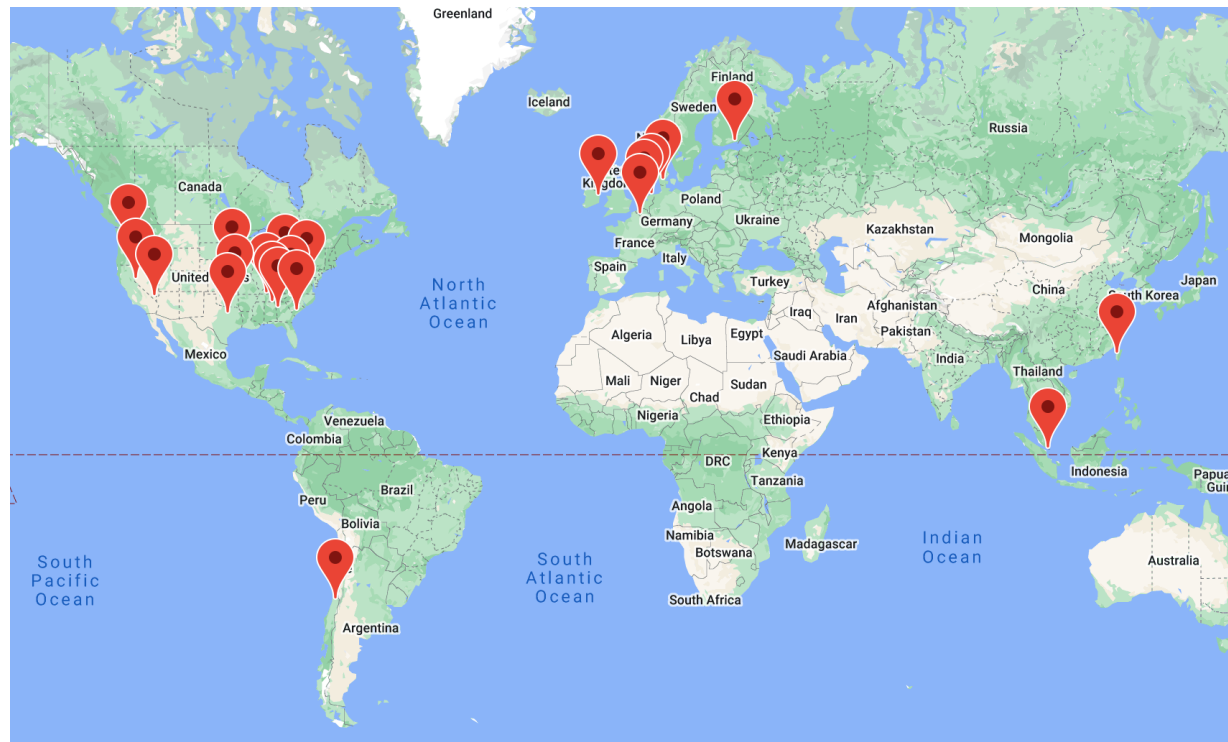 Greenland
Iceland
Finland
Sweden
Russia
Canada
Kingdom
Poland
Germany
Ukraine
France
Kazakhstan
Mongolia
United
Italy
Spain
Turkey
China
South Korea
Japan
North
Atlantic
Ocean
Iraq
Iran
Afghanistan
Pakistan
Algeria
Libya
Egypt
Saudi Arabia
India
Mexico
Thailand
Mali
Niger
Chad
Sudan
Nigeria
Ethiopia
Venezuela
Colombia
DRC
Kenya
Tanzania
Indonesia
Papua
Peru
Brazil
Angola
Bolivia
Namibia
Botswana
Madagascar
Indian
Ocean
South
Pacific
Ocean
South
Atlantic
Ocean
Australia
South Africa
Argentina